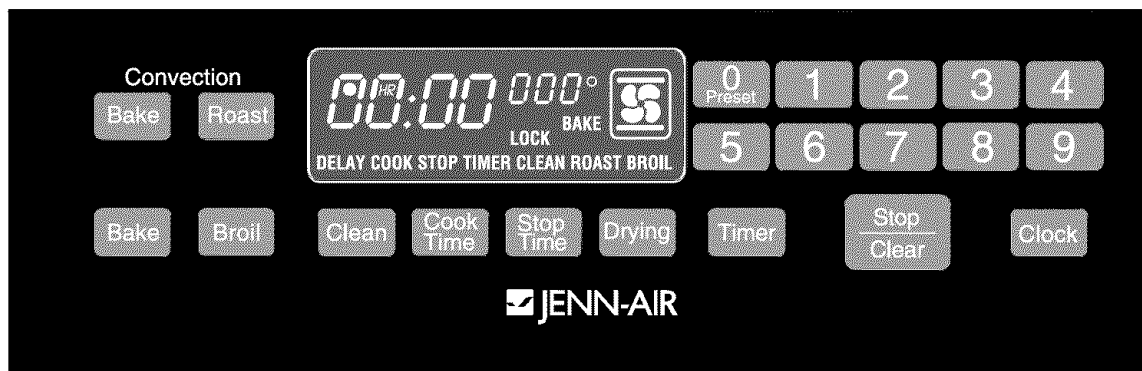 Convection
Bake Roast
00:00 000°
HR
BAKE
LOCK
DELAY COOK STOP TIMER CLEAN ROAST BROIL
0 1 2 3 4
Preset
5 6 7 8 9
Bake Broil Clean Cook Time Stop Time Drying Timer Stop Clear Clock
JENN-AIR